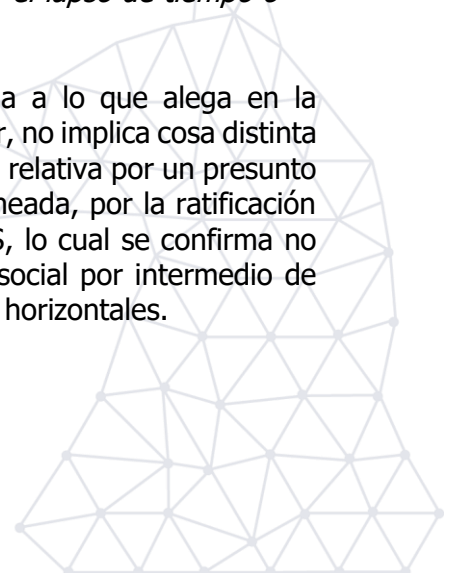 el lapso de tiempo o
a a lo que alega en la
r, no implica cosa distinta
relativa por un presunto
neada, por la ratificación
S, lo cual se confirma no
social por intermedio de
horizontales.